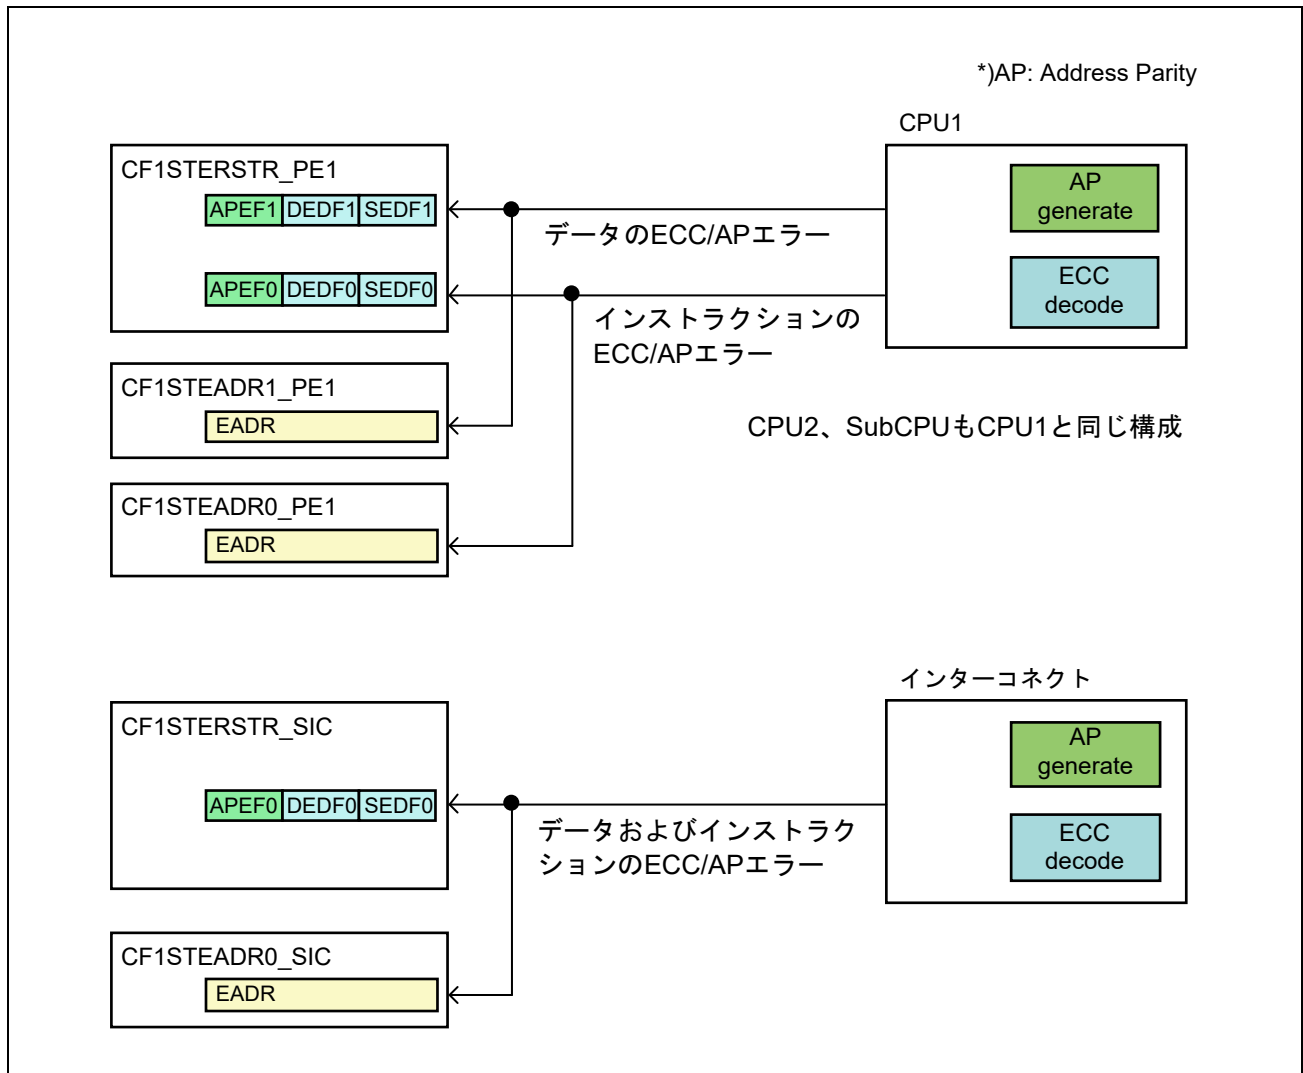 *)AP: Address Parity
CPU1
CF1STERSTR_PE1
APEF1 DEDF1 SEDF1
AP
generate
データのECC/APエラー
APEF0 DEDF0 SEDF0
ECC
decode
インストラクションの
ECC/APエラー
CF1STEADR1_PE1
EADR
CPU2、SubCPUもCPU1と同じ構成
CF1STEADR0_PE1
EADR
インターコネクト
CF1STERSTR_SIC
AP
generate
APEF0 DEDF0 SEDF0
データおよびインストラク
ションのECC/APエラー
ECC
decode
CF1STEADR0_SIC
EADR